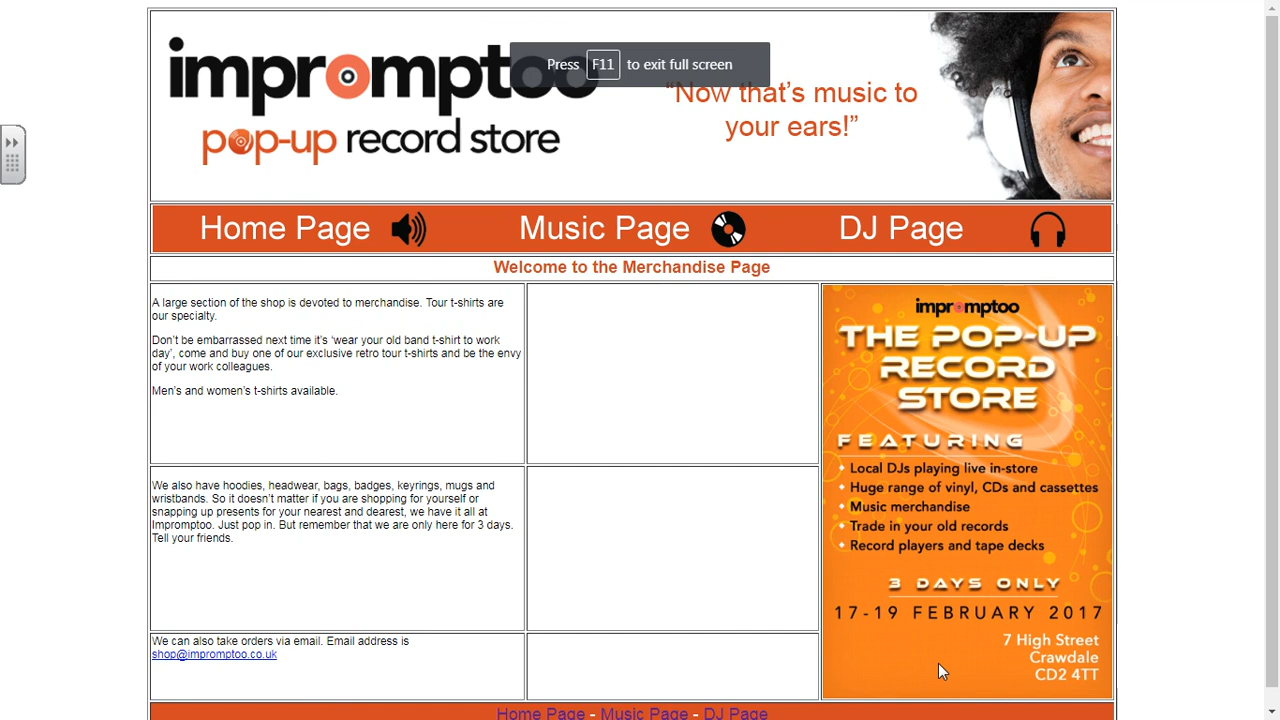 impromptoo
Press F11 to exit full screen
pop-up record store
“Now that’s music to
your ears!”
Home Page Music Page DJ Page
Welcome to the Merchandise Page
A large section of the shop is devoted to merchandise. Tour t-shirts are
our specialty.
Don’t be embarrassed next time it’s ‘wear your old band t-shirt to work
day’, come and buy one of our exclusive retro tour t-shirts and be the envy
of your work colleagues.
Men’s and women’s t-shirts available.
We also have hoodies, headwear, bags, badges, keyrings, mugs and
wristbands. So it doesn’t matter if you are shopping for yourself or
snapping up presents for your nearest and dearest, we have it all at
Impromptoo. Just pop in. But remember that we are only here for 3 days.
Tell your friends.
We can also take orders via email. Email address is
shop@impromptoo.co.uk
impromptoo
THE POP-UP
RECORD
STORE
FEATURING
Local DJs playing live in-store
Huge range of vinyl, CDs and cassettes
Music merchandise
Trade in your old records
Record players and tape decks
3 DAYS ONLY
17-19 FEBRUARY 2017
7 High Street
Crawdale
CD2 4TT
Home Page - Music Page - DJ Page